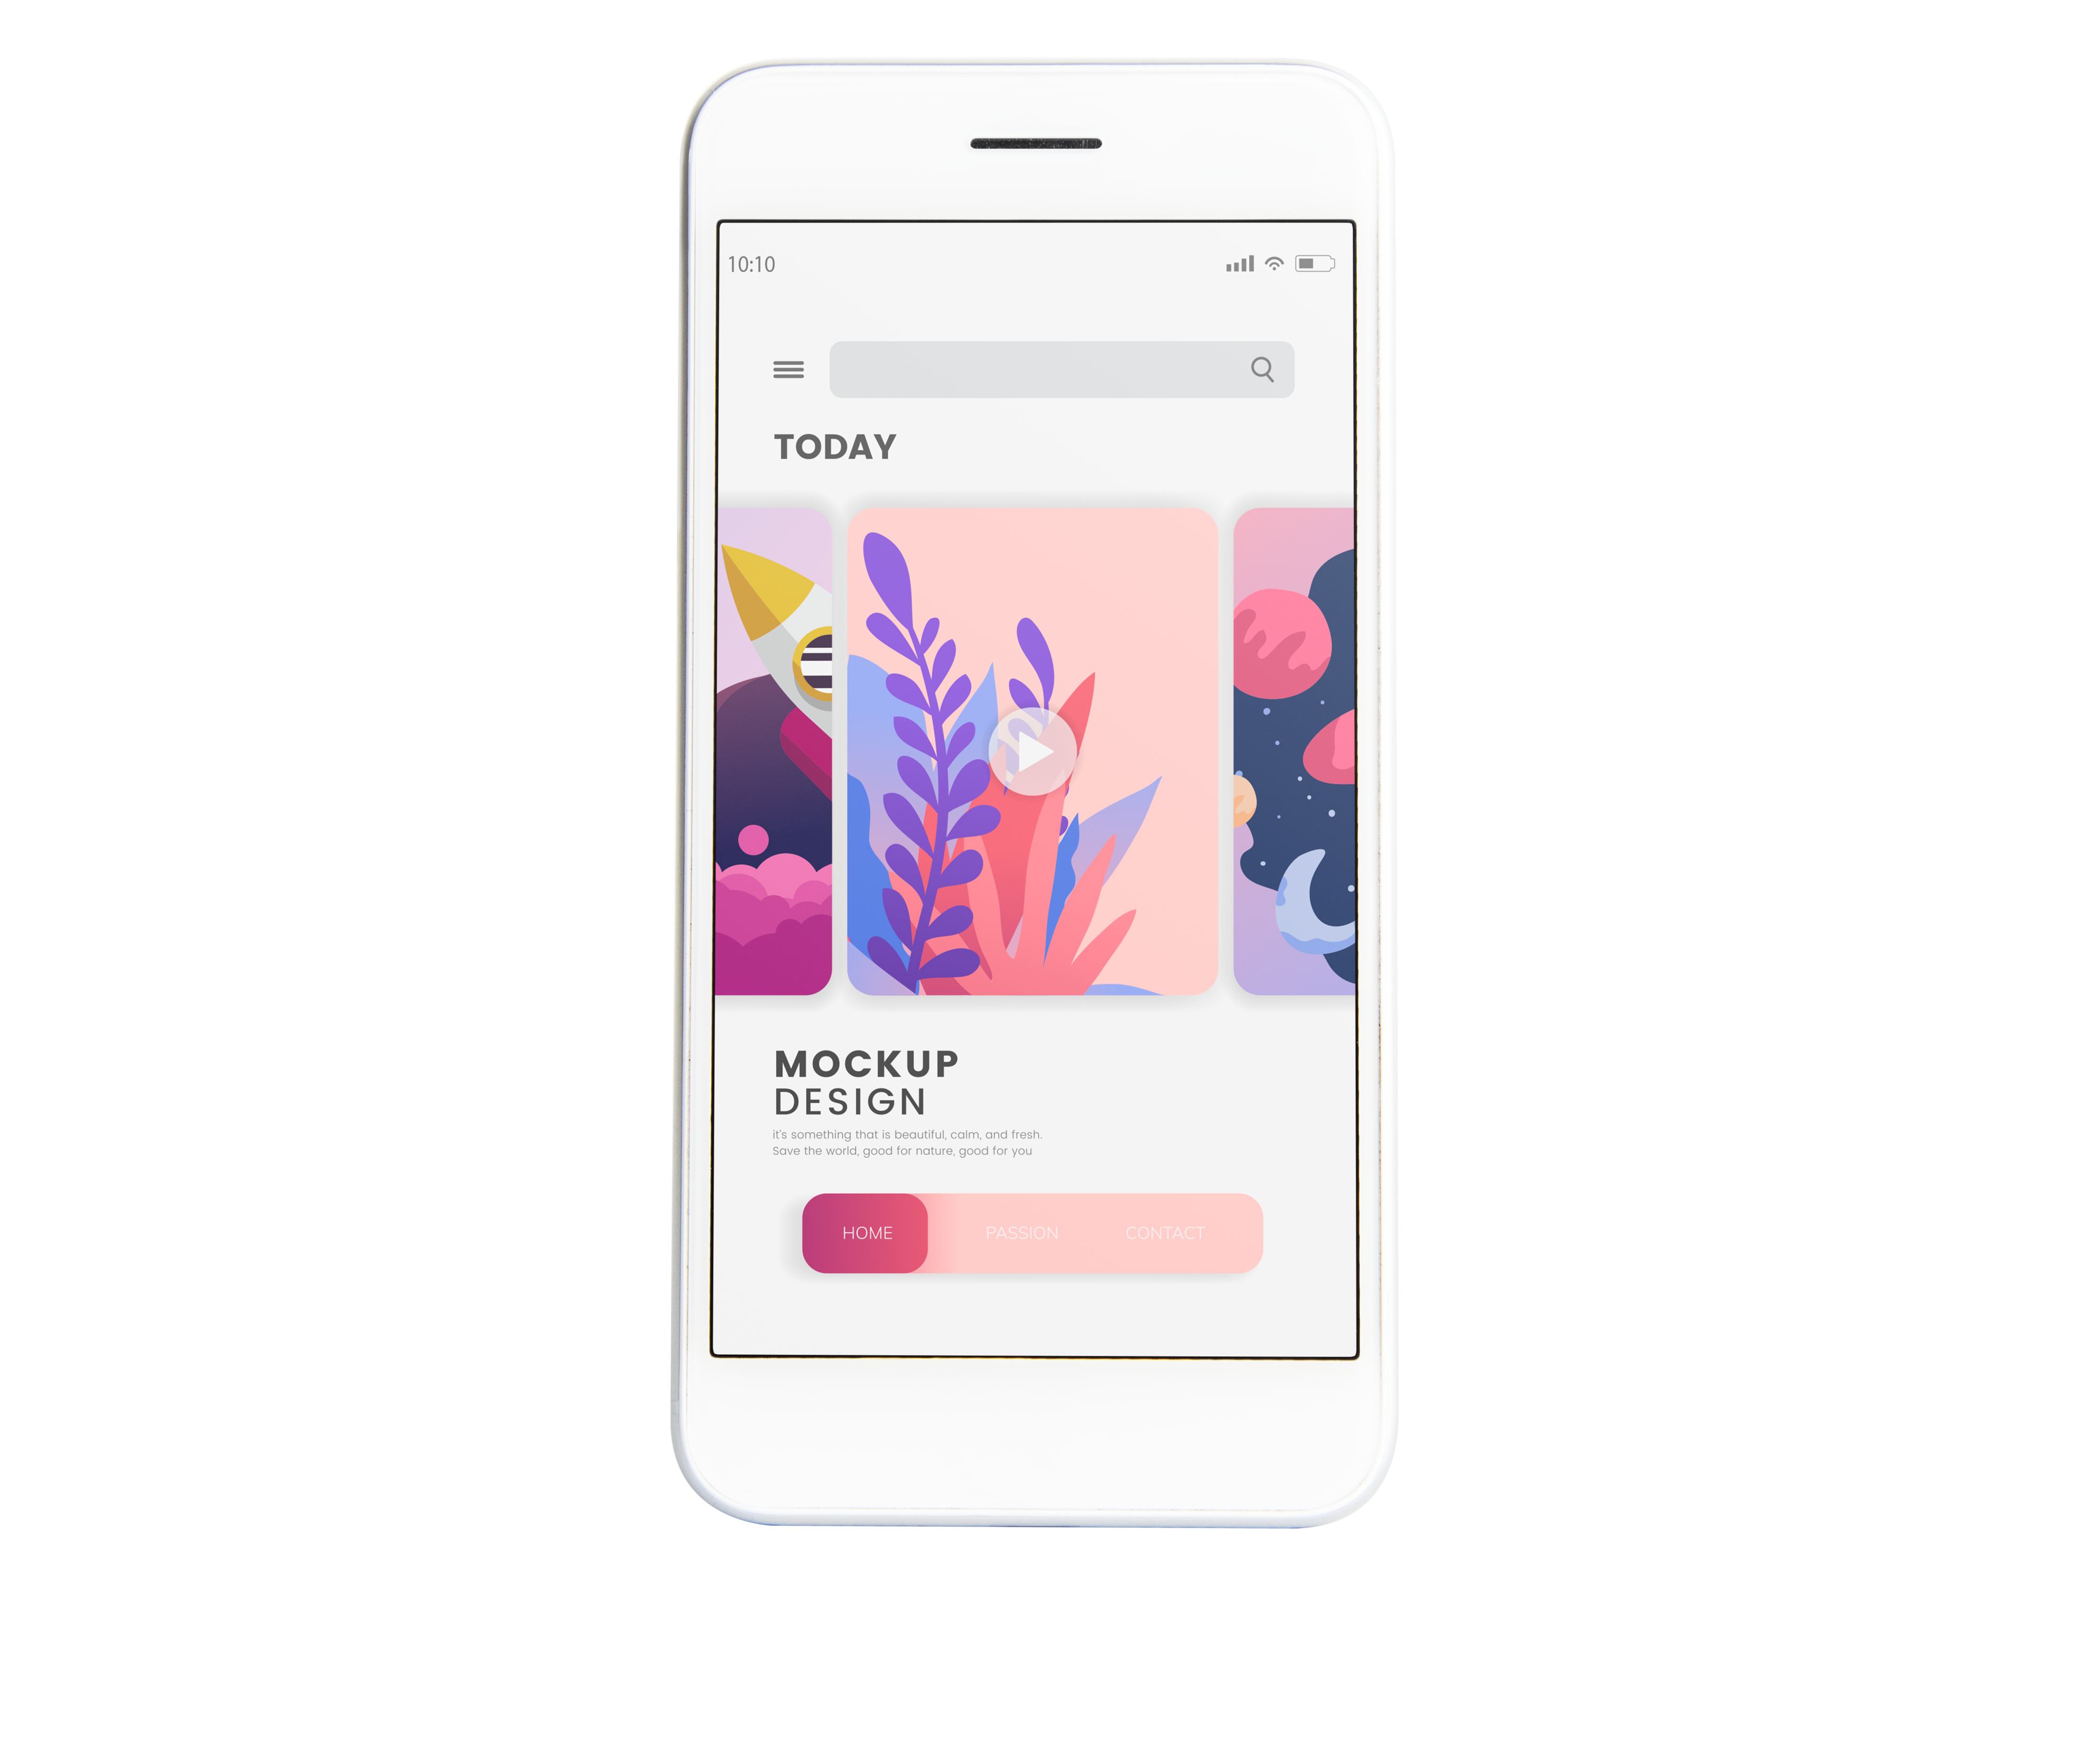 10:10
TODAY
MOCKUP
DESIGN
it's something that is beautiful, calm, and fresh.
Save the world, good for nature, good for you
HOME PASSION CONTACT